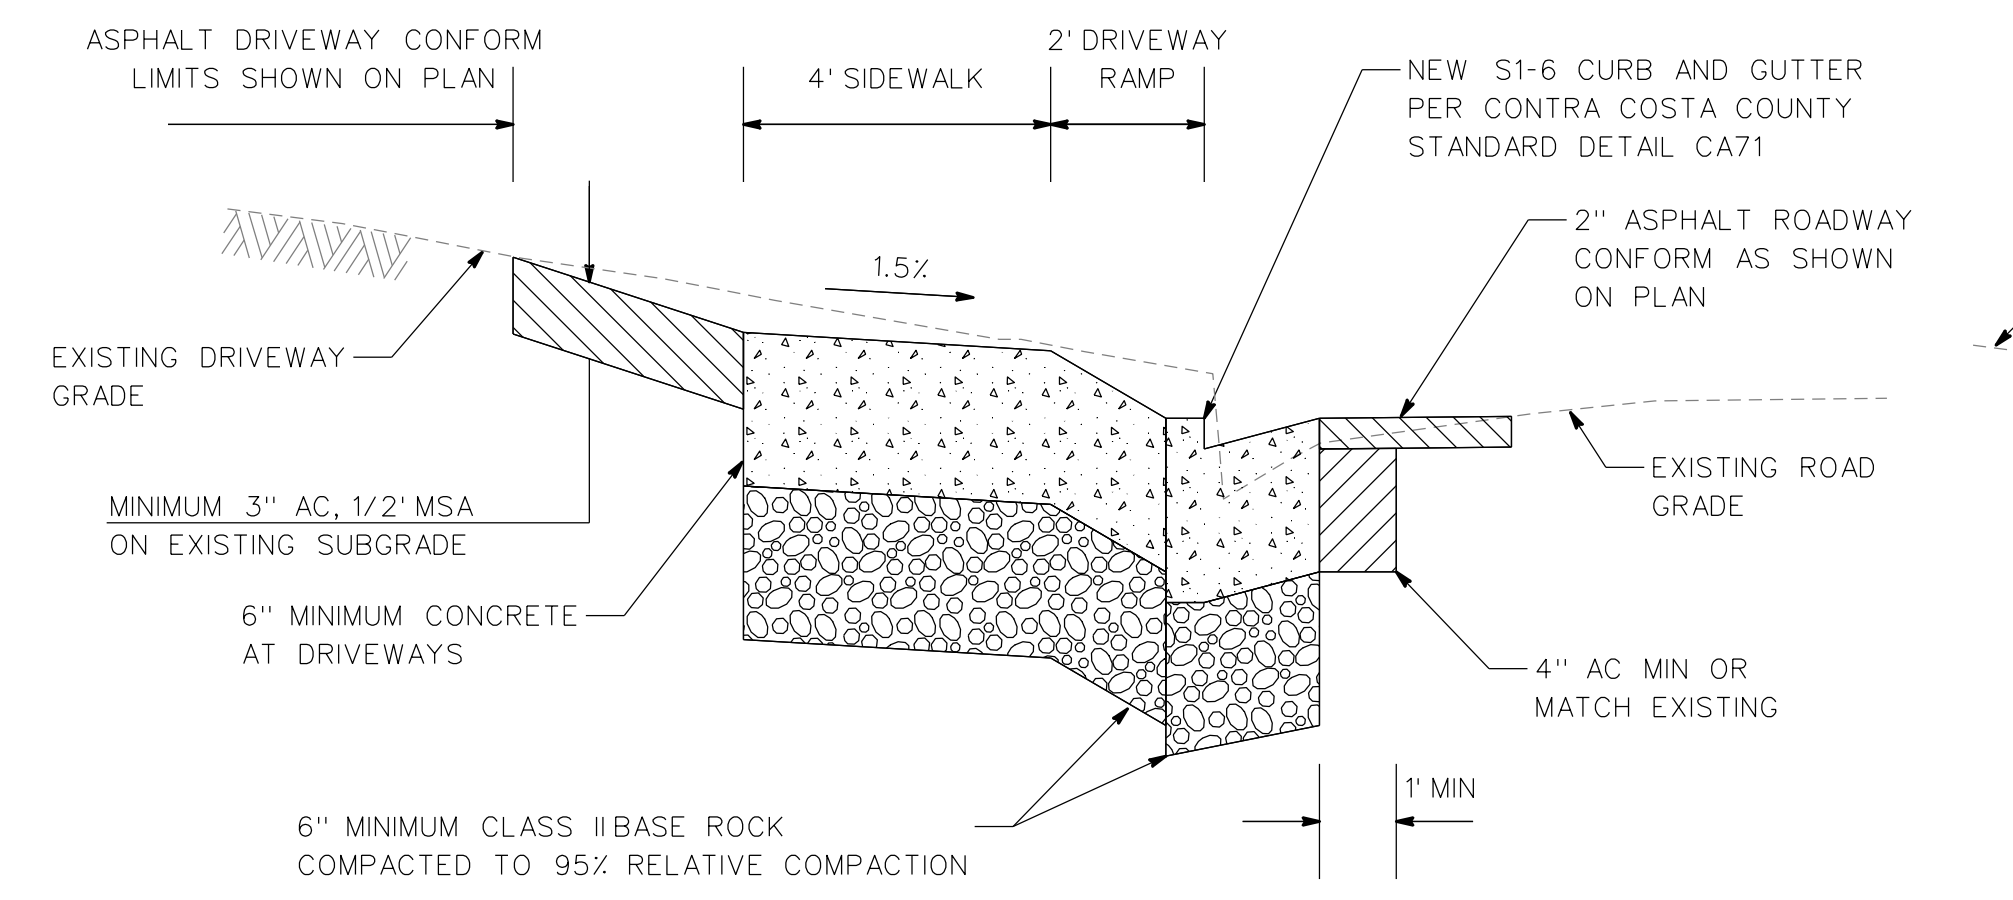 ASPHALT DRIVEWAY CONFORM
LIMITS SHOWN ON PLAN
4' SIDEWALK
2' DRIVEWAY
RAMP
NEW S1-6 CURB AND GUTTER
PER CONTRA COSTA COUNTY
STANDARD DETAIL CA71
2" ASPHALT ROADWAY
CONFORM AS SHOWN
ON PLAN
1.5%
EXISTING DRIVEWAY
GRADE
EXISTING ROAD
GRADE
MINIMUM 3" AC, 1/2' MSA
ON EXISTING SUBGRADE
6" MINIMUM CONCRETE
AT DRIVEWAYS
4" AC MIN OR
MATCH EXISTING
1' MIN
6" MINIMUM CLASS II BASE ROCK
COMPACTED TO 95% RELATIVE COMPACTION